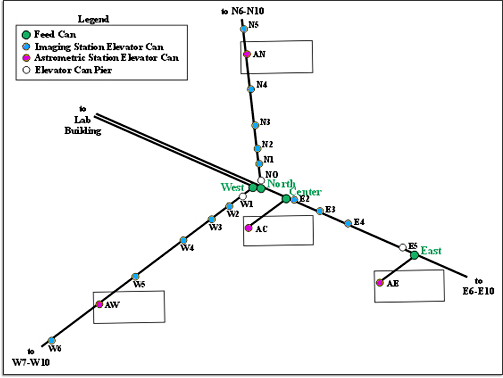 to N6-N10
Legend
Feed Can
Imaging Station Elevator Can
Astrometric Station Elevator Can
Elevator Can Pier
N5
AN
N4
to
Lab
Building
N3
N2
N1
N0
West
North
Center
W1
E2
W2
E3
W3
E4
AC
W4
E5
East
W5
AE
to
E6-E10
AW
W6
to
W7-W10